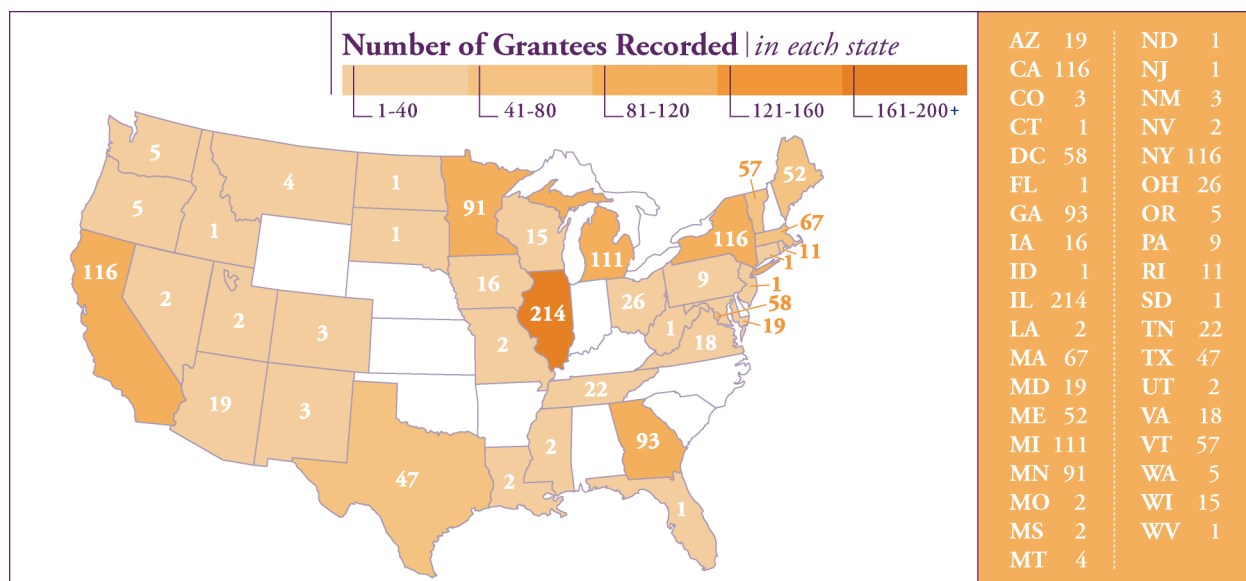 Number of Grantees Recorded | in each state
1-40 41-80 81-120 121-160 161-200+
5
4
1
57
52
5
91
1
1
15
116
67
116
111
11
1
2
16
9
1
2
26
58
3
214
1
19
2
18
22
19
3
93
2
47
2
1
AZ 19
CA 116
CO 3
CT 1
DC 58
FL 1
GA 93
IA 16
ID 1
IL 214
LA 2
MA 67
MD 19
ME 52
MI 111
MN 91
MO 2
MS 2
MT 4
ND 1
NJ 1
NM 3
NV 2
NY 116
OH 26
OR 5
PA 9
RI 11
SD 1
TN 22
TX 47
UT 2
VA 18
VT 57
WA 5
WI 15
WV 1